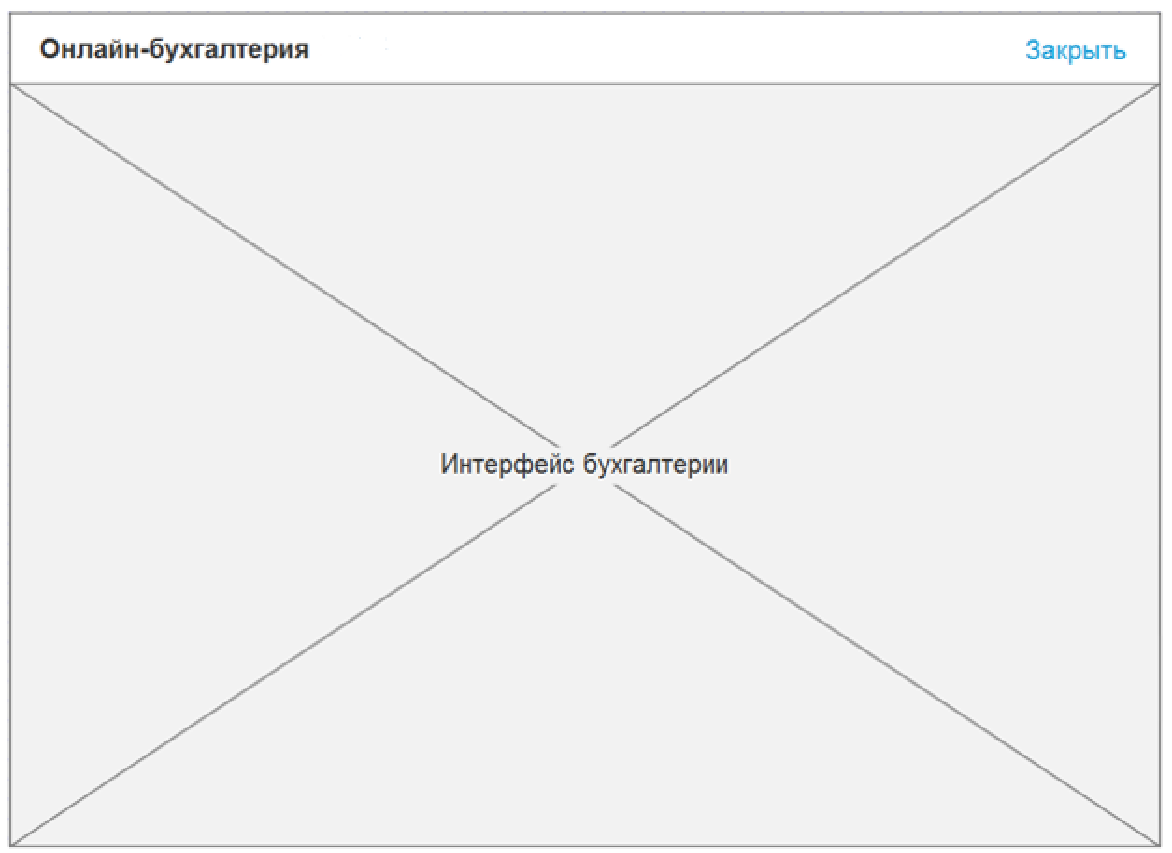 Онлайн-бухгалтерия Закрыть
Интерфейс бухгалтерии